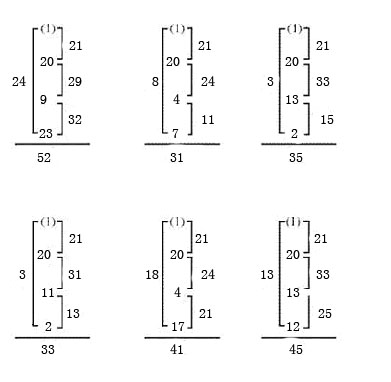 (1) (1) (1)
21 21 21
20 20 20
24 29 8 24 3 33
9 4 13
32 11 15
23 7 2
52 31 35
(1) (1) (1)
21 21 21
20 20 20
3 31 18 24 13 33
11 4 13
13 21 25
2 17 12
33 41 45